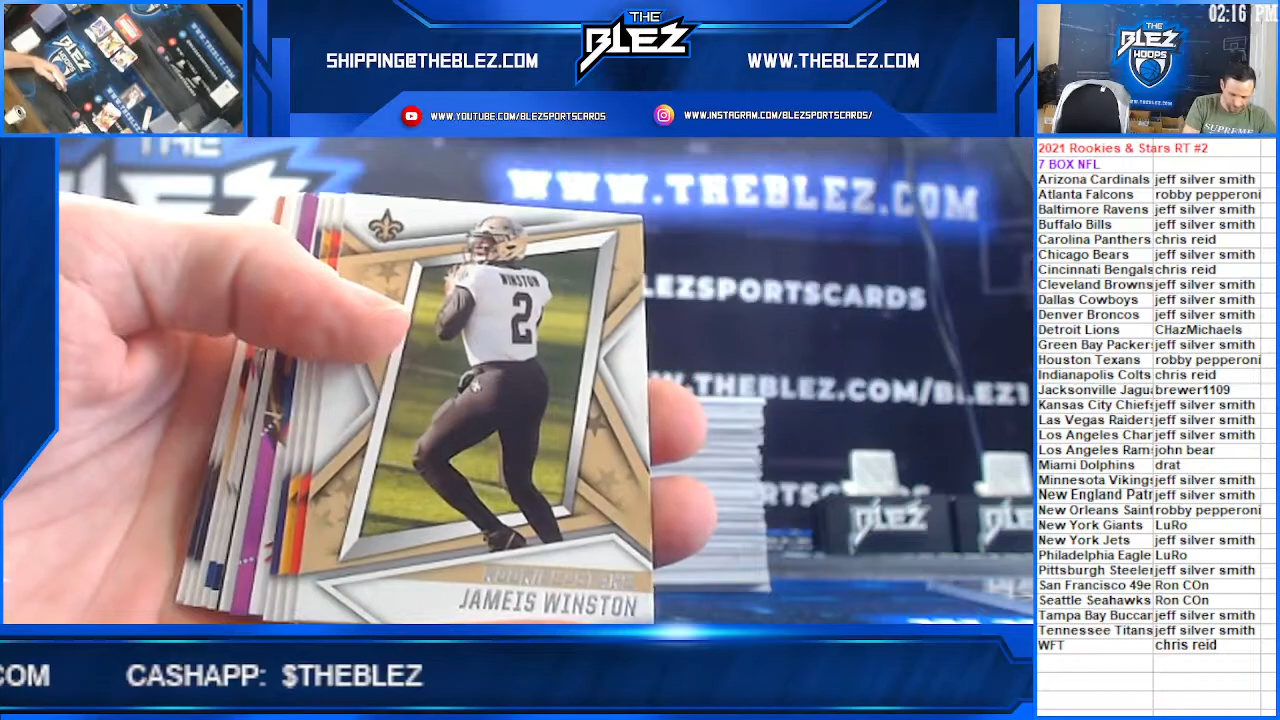 THE
BLEZ
SHIPPING@THEBLEZ.COM
WWW.THEBLEZ.COM
WWW.YOUTUBE.COM/BLEZSPORTSCARDS
WWW.INSTAGRAM.COM/BLEZSPORTSCARDS/
02:16 PM
THE
BLEZ
HOOPS
SUPREME
THE
WWW.THEBLEZ.COM
LEZSPORTSCARDS
W.THEBLEZ.COM/BLEZ
BLEZ
WINSTON
2
JAMEIS WINSTON
COM CASHAPP: $THEBLEZ
2021 Rookies & Stars RT #2
7 BOX NFL
Arizona Cardinals jeff silver smith
Atlanta Falcons robby pepperoni
Baltimore Ravens jeff silver smith
Buffalo Bills jeff silver smith
Carolina Panthers chris reid
Chicago Bears jeff silver smith
Cincinnati Bengals chris reid
Cleveland Browns jeff silver smith
Dallas Cowboys jeff silver smith
Denver Broncos jeff silver smith
Detroit Lions CHazMichaels
Green Bay Packer jeff silver smith
Houston Texans robby pepperoni
Indianapolis Colts chris reid
Jacksonville Jagu brewer1109
Kansas City Chief jeff silver smith
Las Vegas Raider jeff silver smith
Los Angeles Char jeff silver smith
Los Angeles Ram john bear
Miami Dolphins drat
Minnesota Viking jeff silver smith
New England Patr jeff silver smith
New Orleans Saint robby pepperoni
New York Giants LuRo
New York Jets jeff silver smith
Philadelphia Eagle LuRo
Pittsburgh Steele jeff silver smith
San Francisco 49e Ron COn
Seattle Seahawks Ron COn
Tampa Bay Buccar jeff silver smith
Tennessee Titans jeff silver smith
WFT chris reid